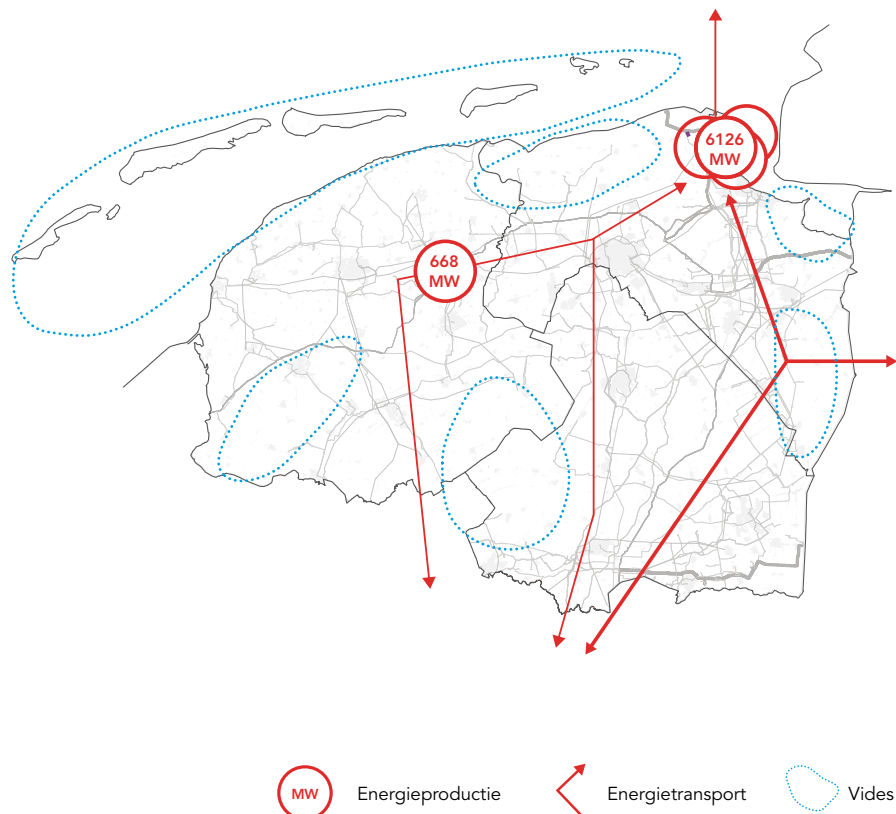 6126
MW
668
MW
MW
Energieproductie
Energietransport
Vides